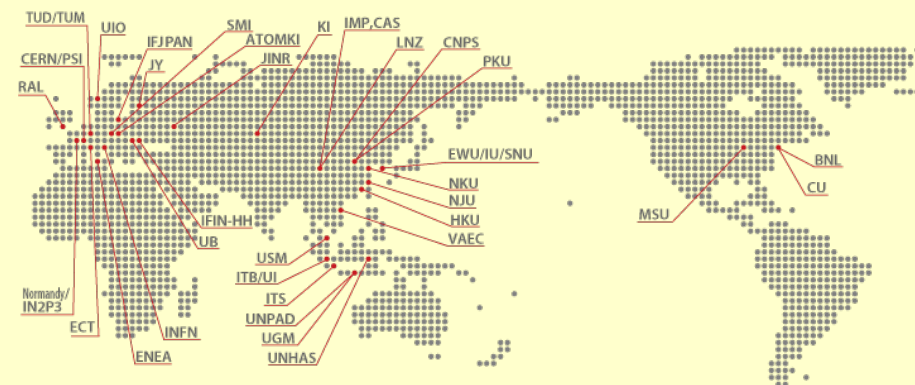 TUD/TUM
UIO
SMI
KI
IMP,CAS
IFJPAN
ATOMKI
LNZ
CNPS
CERN/PSI
JY
JINR
PKU
RAL
EWU/IU/SNU
BNL
NKU
CU
NJU
MSU
IFIN-HH
HKU
UB
VAEC
USM
ITB/UI
Normandy/
IN2P3
ITS
UNPAD
ECT
INFN
UGM
ENEA
UNHAS